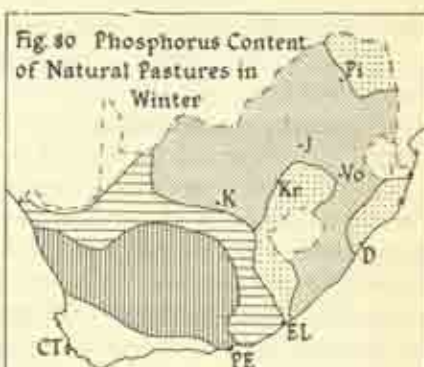 Fig. 80 Phosphorus Content
of Natural Pastures in
Winter
Pi
J
Vo
Kr
K
D
EL
CT
PE